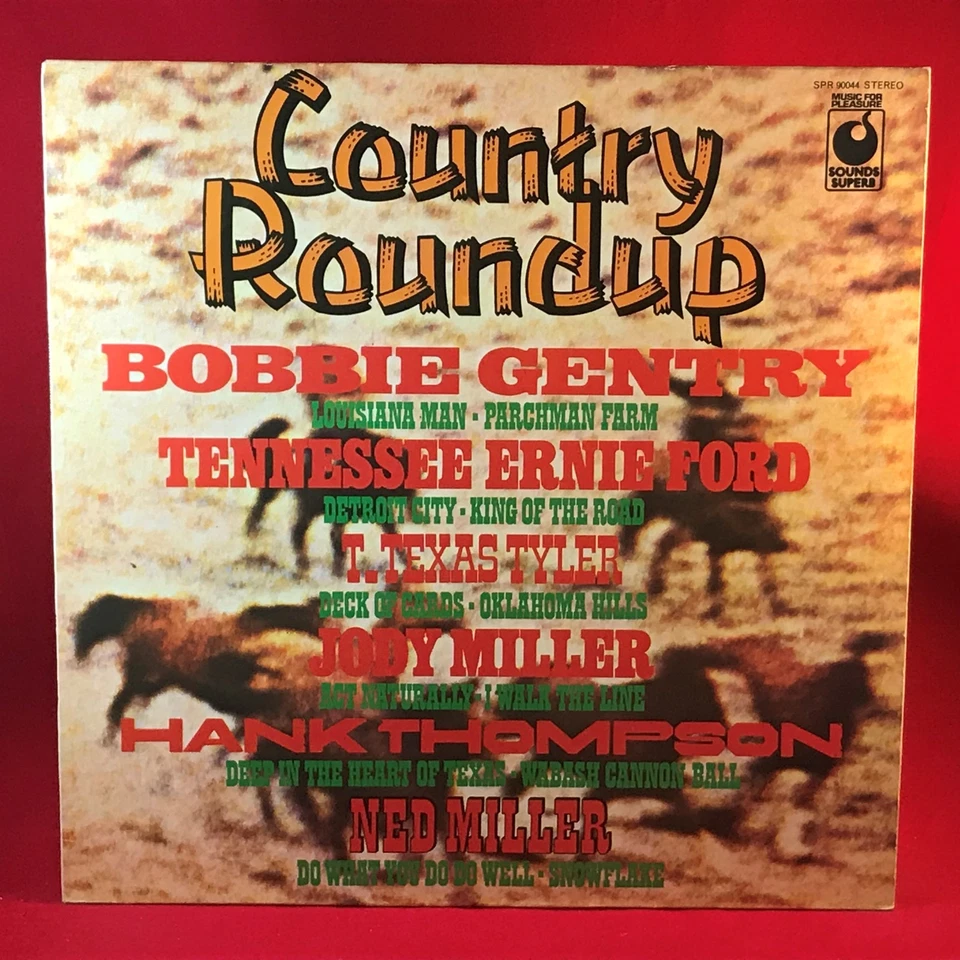 SPR 90044 STEREO
MUSIC FOR
PLEASURE
SOUNDS
SUPERB
Country
Roundup
BOBBIE GENTRY
LOUISIANA MAN - PARCHMAN FARM
TENNESSEE ERNIE FORD
DETROIT CITY - KING OF THE ROAD
T. TEXAS TYLER
DECK OF CARDS - OKLAHOMA HILLS
JODY MILLER
ACT NATURALLY - I WALK THE LINE
HANK THOMPSON
DEEP IN THE HEART OF TEXAS - WABASH CANNON BALL
NED MILLER
DO WHAT YOU DO DO WELL - SNOWFLAKE